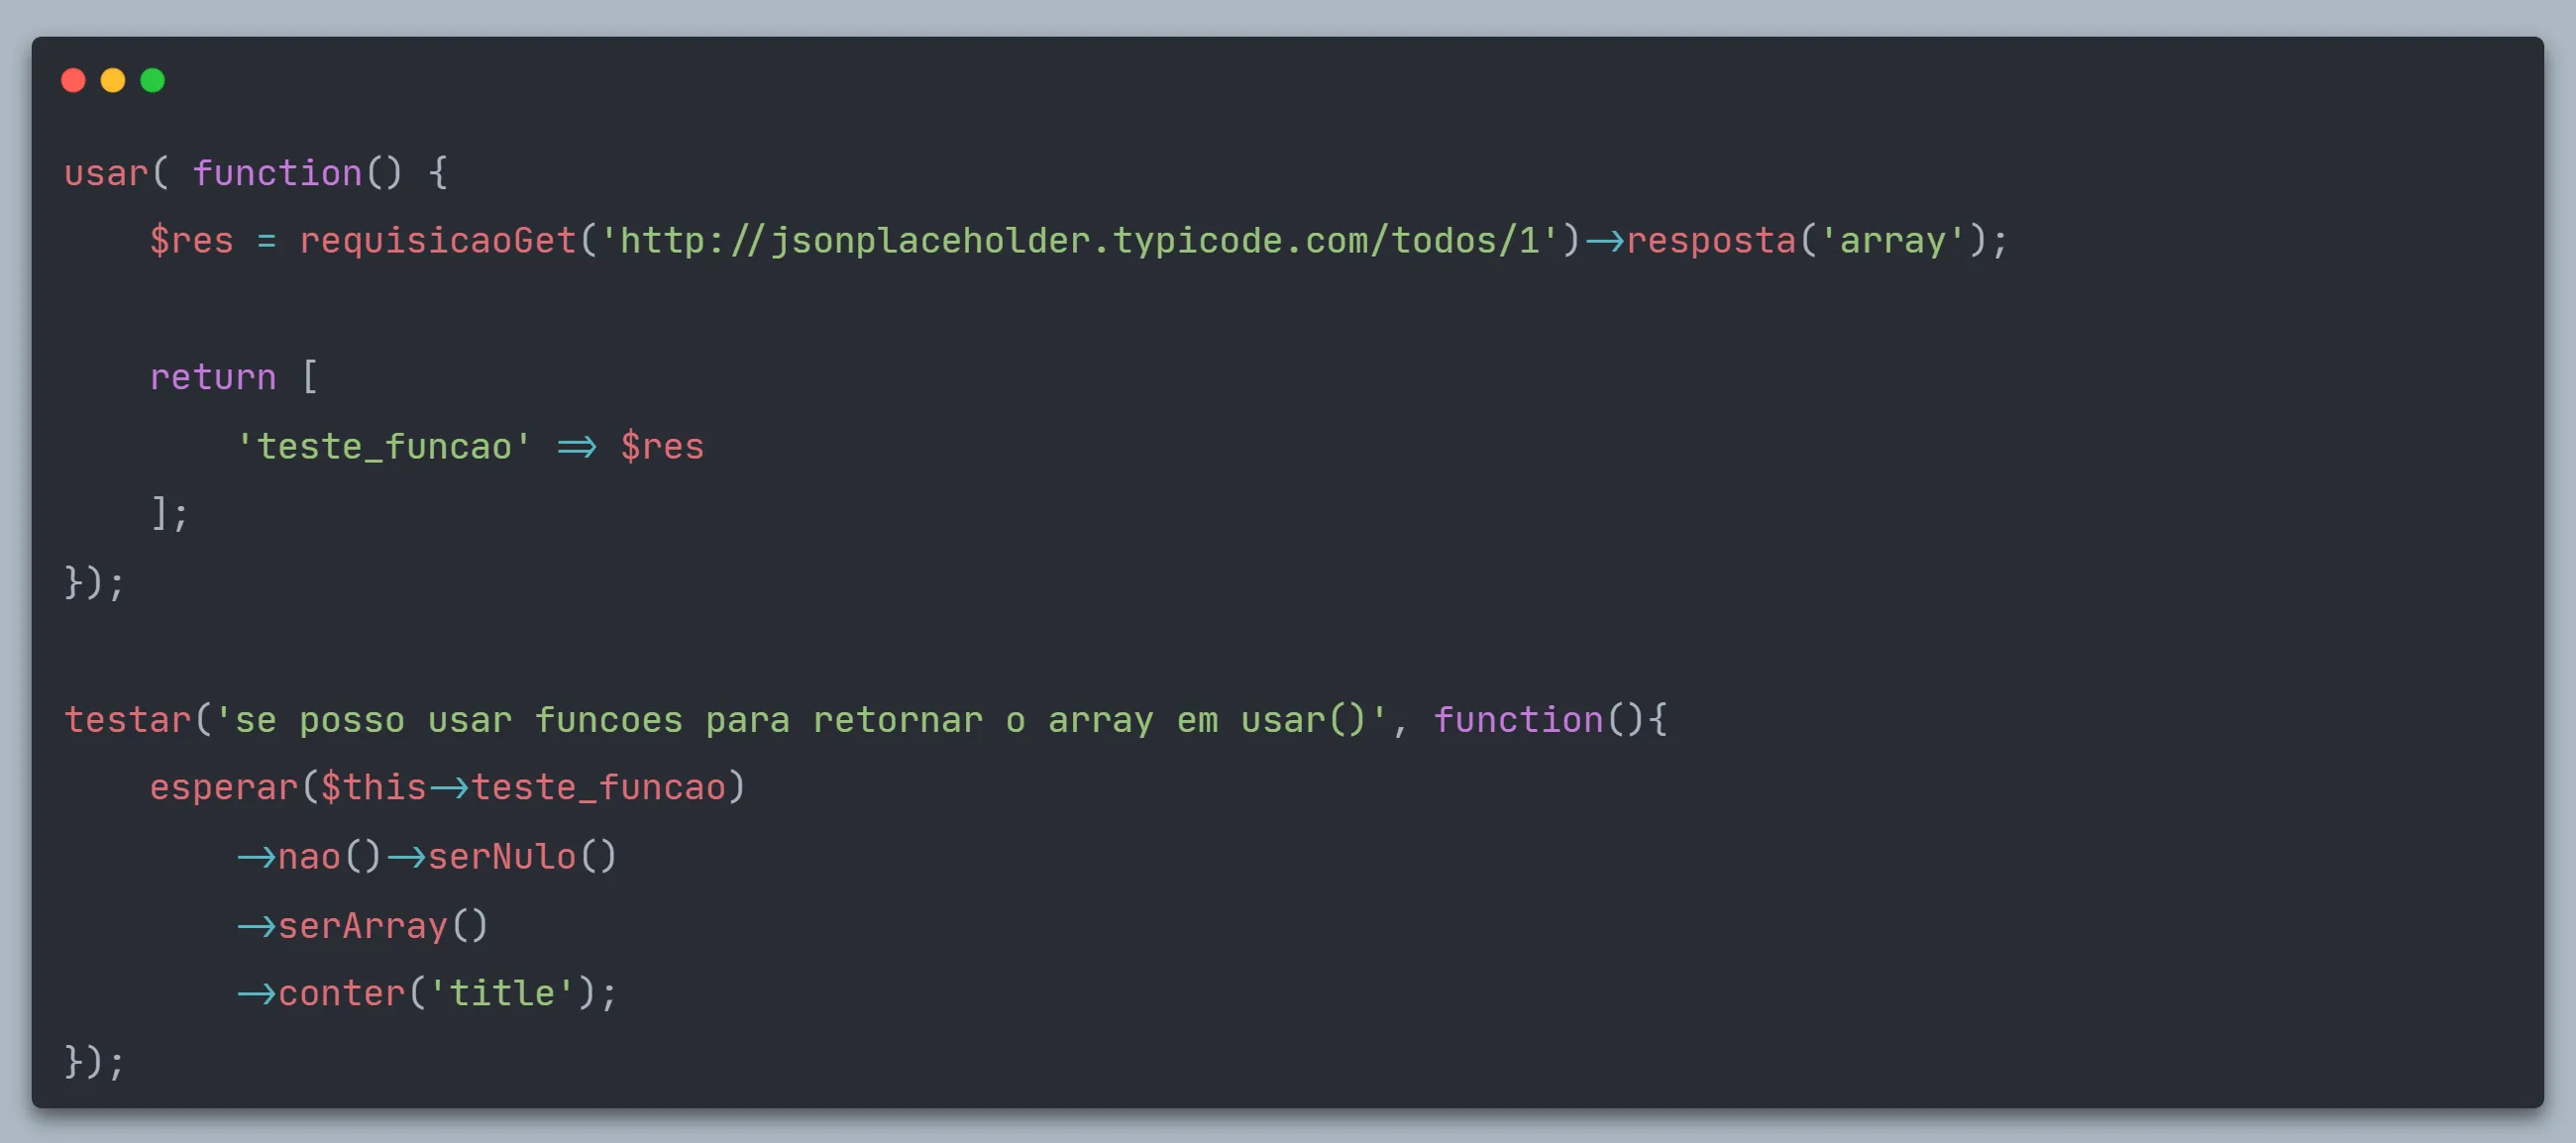 usar( function() {
    $res = requisicaoGet('http://jsonplaceholder.typicode.com/todos/1')->resposta('array');
    return [
        'teste_funcao' => $res
    ];
});
testar('se posso usar funcoes para retornar o array em usar()', function(){
    esperar($this->teste_funcao)
        ->nao()->serNulo()
        ->serArray()
        ->conter('title');
});